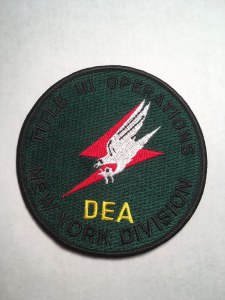 TITLE III OPERATIONS
DEA
NEW YORK DIVISION